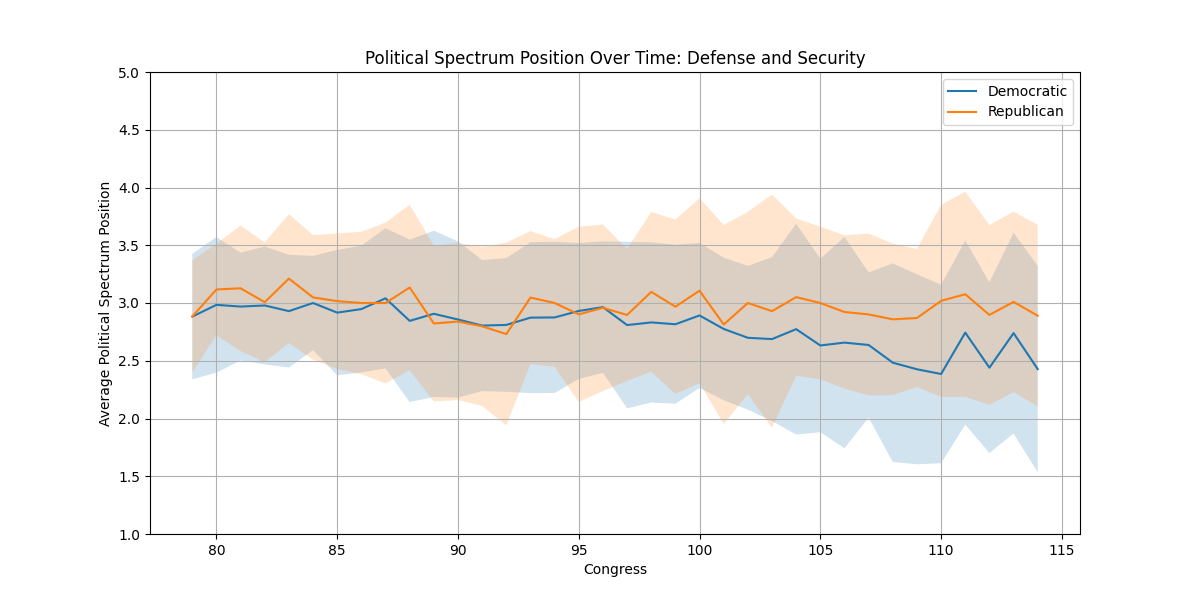 Political Spectrum Position Over Time: Defense and Security
Democratic
Republican
Average Political Spectrum Position
5.0
4.5
4.0
3.5
3.0
2.5
2.0
1.5
1.0
80 85 90 95 100 105 110 115
Congress